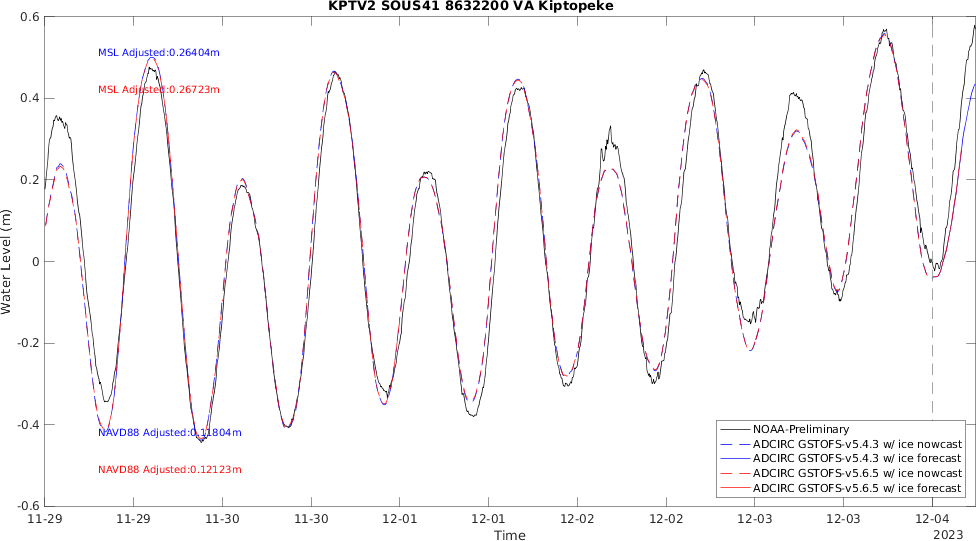 KPTV2 SOUS41 8632200 VA Kiptopeke
0.6
MSL Adjusted:0.26404m
MSL Adjusted:0.26723m
0.4
0.2
Water Level (m)
0
-0.2
-0.4
NAVD88 Adjusted:0.11804m
NAVD88 Adjusted:0.12123m
-0.6
NOAA-Preliminary
ADCIRC GSTOFS-v5.4.3 w/ ice nowcast
ADCIRC GSTOFS-v5.4.3 w/ ice forecast
ADCIRC GSTOFS-v5.6.5 w/ ice nowcast
ADCIRC GSTOFS-v5.6.5 w/ ice forecast
11-29 11-29 11-30 11-30 12-01 12-01 12-02 12-02 12-03 12-03 12-04
Time
2023